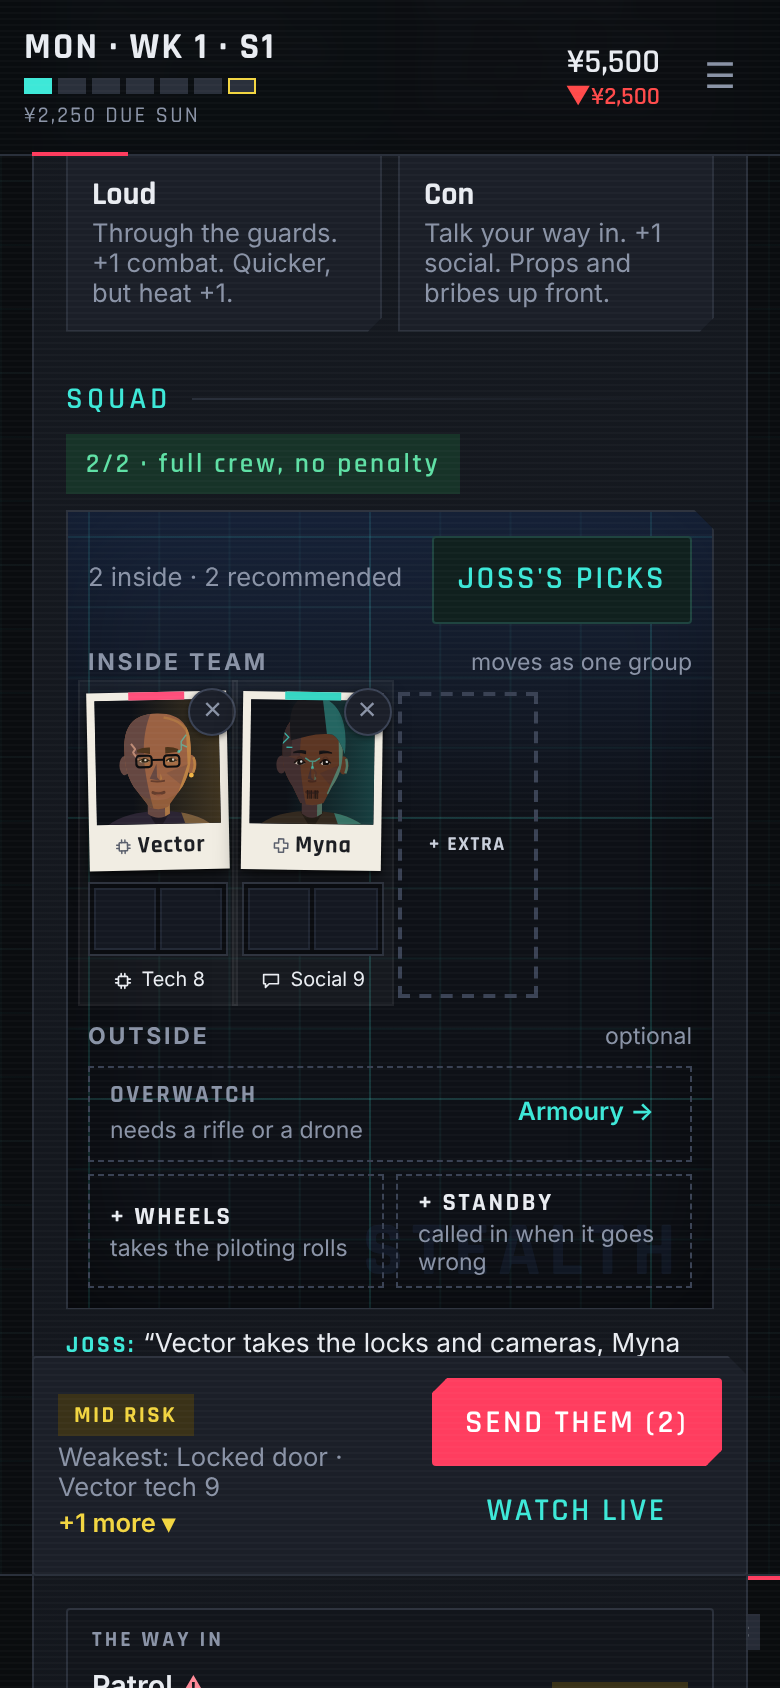 MON · WK 1 · S1
¥5,500
▼¥2,500
¥2,250 DUE SUN
Loud
Through the guards.
+1 combat. Quicker,
but heat +1.
Con
Talk your way in. +1
social. Props and
bribes up front.
SQUAD
2/2 · full crew, no penalty
2 inside · 2 recommended
JOSS'S PICKS
INSIDE TEAM
moves as one group
Vector
Myna
+ EXTRA
Tech 8
Social 9
OUTSIDE
optional
OVERWATCH
needs a rifle or a drone
Armoury →
+ WHEELS
takes the piloting rolls
+ STANDBY
called in when it goes
wrong
STEALTH
JOSS: “Vector takes the locks and cameras, Myna
MID RISK
Weakest: Locked door ·
Vector tech 9
+1 more ▾
SEND THEM (2)
WATCH LIVE
THE WAY IN
Patrol